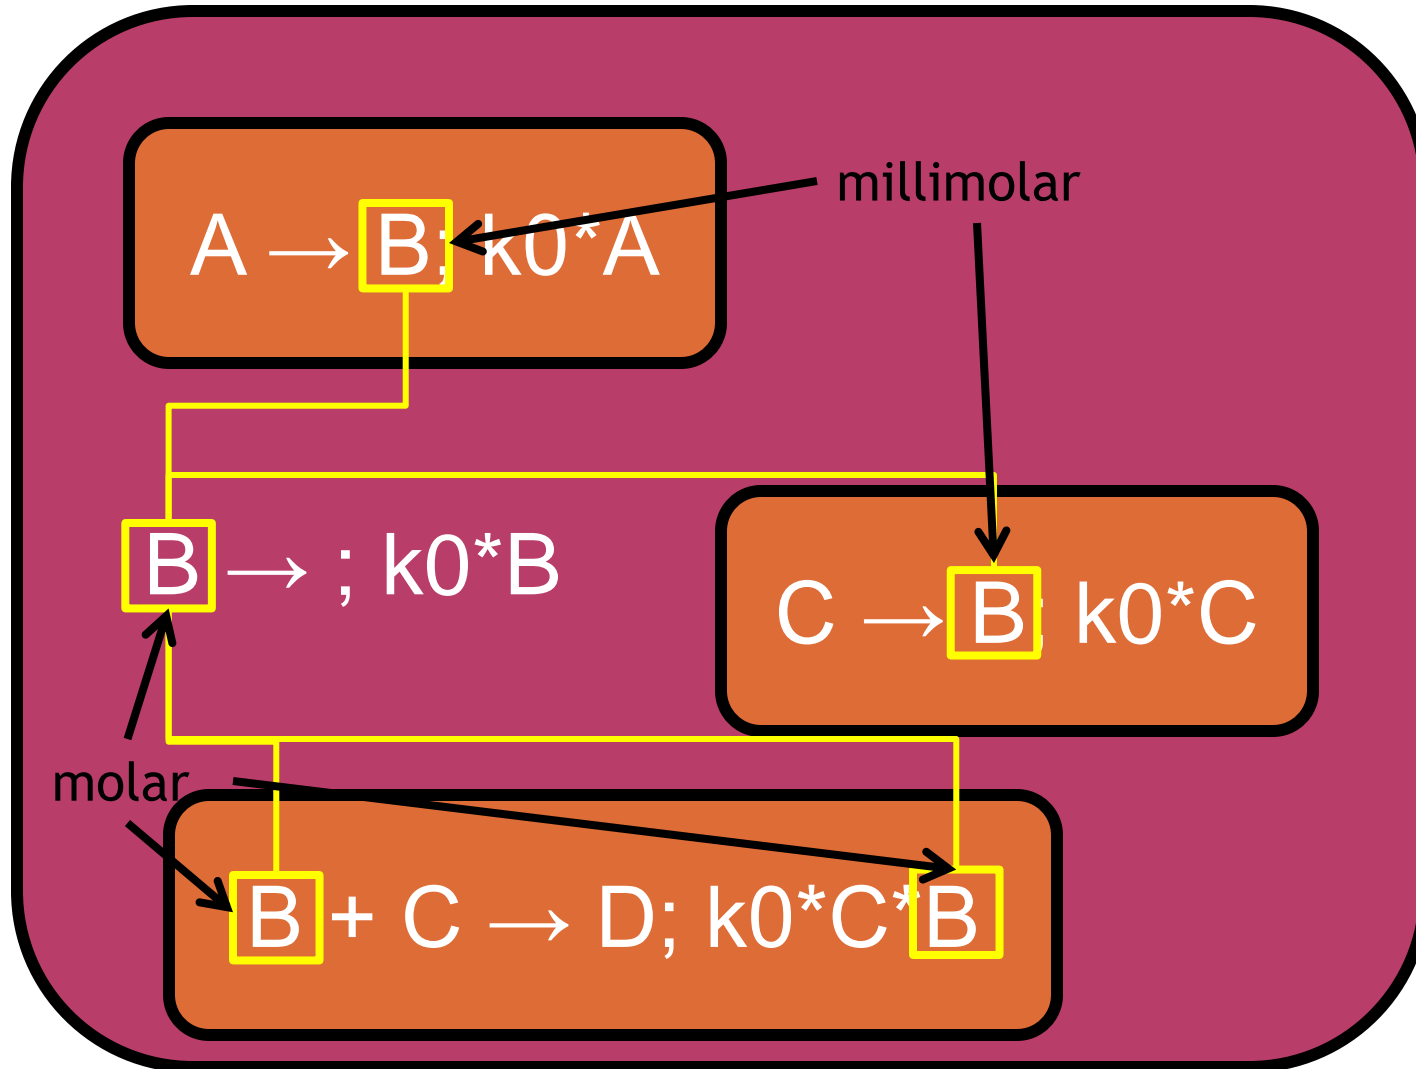 millimolar
A → B; k0*A
B → ; k0*B
C → B; k0*C
molar
B + C → D; k0*C*B